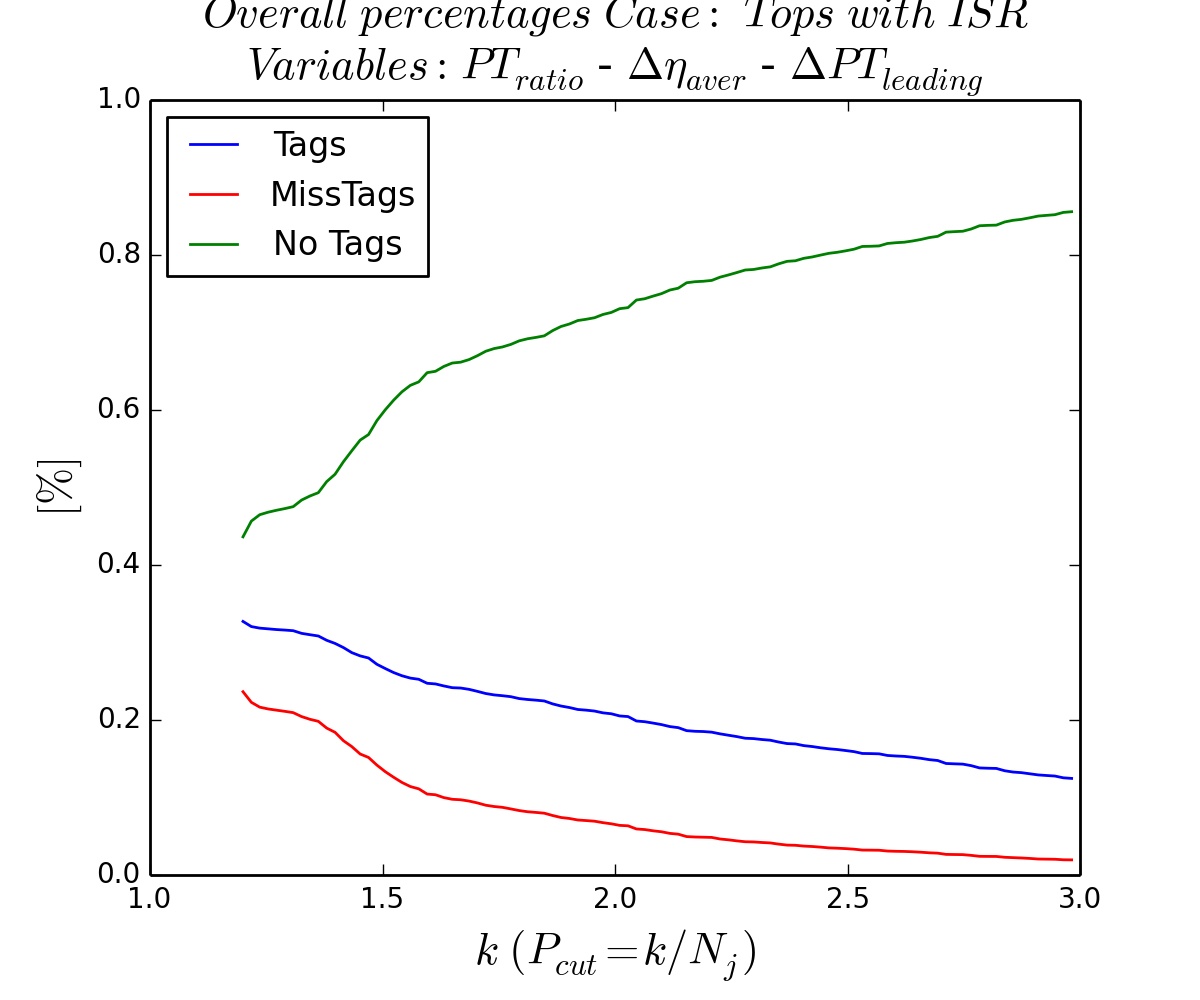 Overall percentages Case: Tops with ISR
Variables: PT_ratio - Δη_aver - ΔPT_leading
1.0
Tags
MissTags
No Tags
0.8
0.6
[%]
0.4
0.2
0.0
1.0 1.5 2.0 2.5 3.0
k (P_cut = k/N_j)